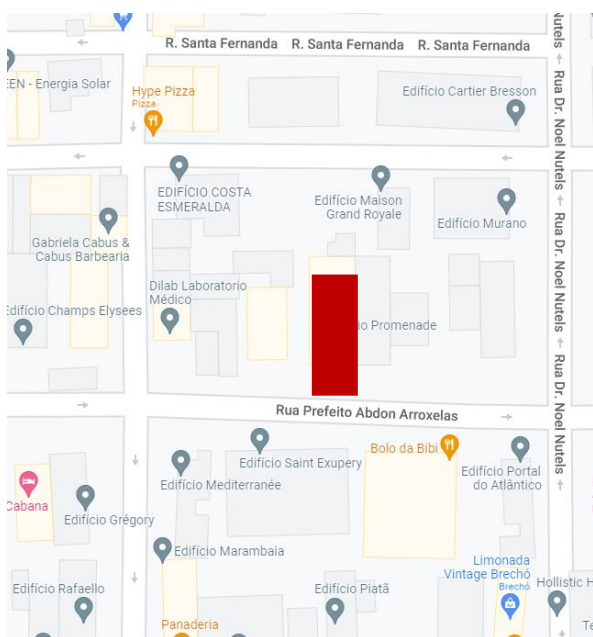 R. Santa Fernanda R. Santa Fernanda R. Santa Fernanda
Nutels
Rua Dr. Noel Nutels
Rua Dr. Noel Nutels
Rua Dr. Noel Nutels
EEN - Energia Solar
Hype Pizza
Pizza
Edifício Cartier Bresson
EDIFÍCIO COSTA
ESMERALDA
Edifício Maison
Grand Royale
Edifício Murano
Gabriela Cabus &
Cabus Barbearia
Dilab Laboratorio
Médico
Edifício Champs Elysees
io Promenade
Rua Prefeito Abdon Arroxelas
Bolo da Bibi
Edifício Saint Exupery
Edifício Mediterranée
Edifício Portal
do Atlântico
Cabana
Edifício Grégory
Edifício Marambaia
Limonada
Vintage Brechó
Brechó
Edifício Rafaello
Edifício Piatã
Hollistic H
Panaderia
Te